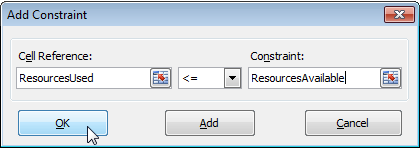 Add Constraint
Cell Reference: Constraint:
ResourcesUsed <= ResourcesAvailable
OK Add Cancel